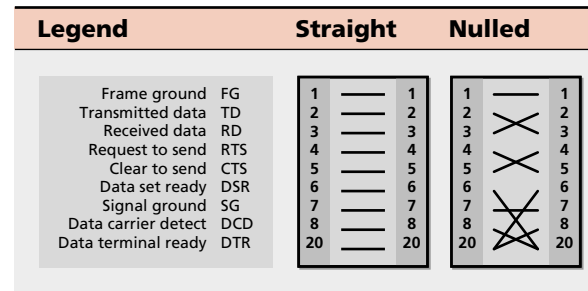 Legend Straight Nulled
Frame ground FG 1 1 1 1
Transmitted data TD 2 2 2 2
Received data RD 3 3 3 3
Request to send RTS 4 4 4 4
Clear to send CTS 5 5 5 5
Data set ready DSR 6 6 6 6
Signal ground SG 7 7 7 7
Data carrier detect DCD 8 8 8 8
Data terminal ready DTR 20 20 20 20